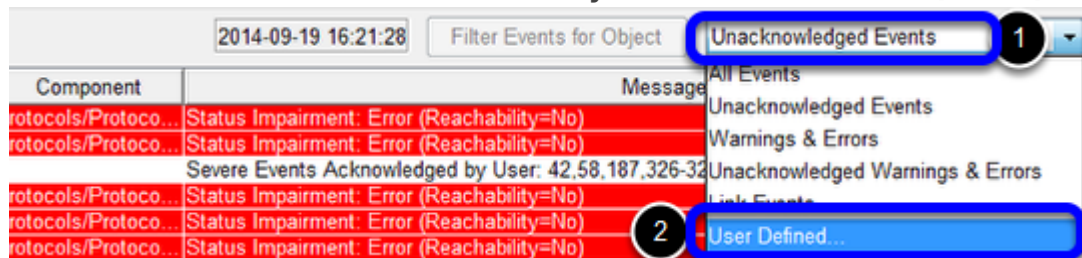 2014-09-19 16:21:28 Filter Events for Object Unacknowledged Events 1
Component Message All Events
rotocols/Protoco... Status Impairment: Error (Reachability=No) Unacknowledged Events
rotocols/Protoco... Status Impairment: Error (Reachability=No) Warnings & Errors
Severe Events Acknowledged by User: 42,58,187,326-32 Unacknowledged Warnings & Errors
rotocols/Protoco... Status Impairment: Error (Reachability=No) Link Events
rotocols/Protoco... Status Impairment: Error (Reachability=No) 2 User Defined...
rotocols/Protoco... Status Impairment: Error (Reachability=No)